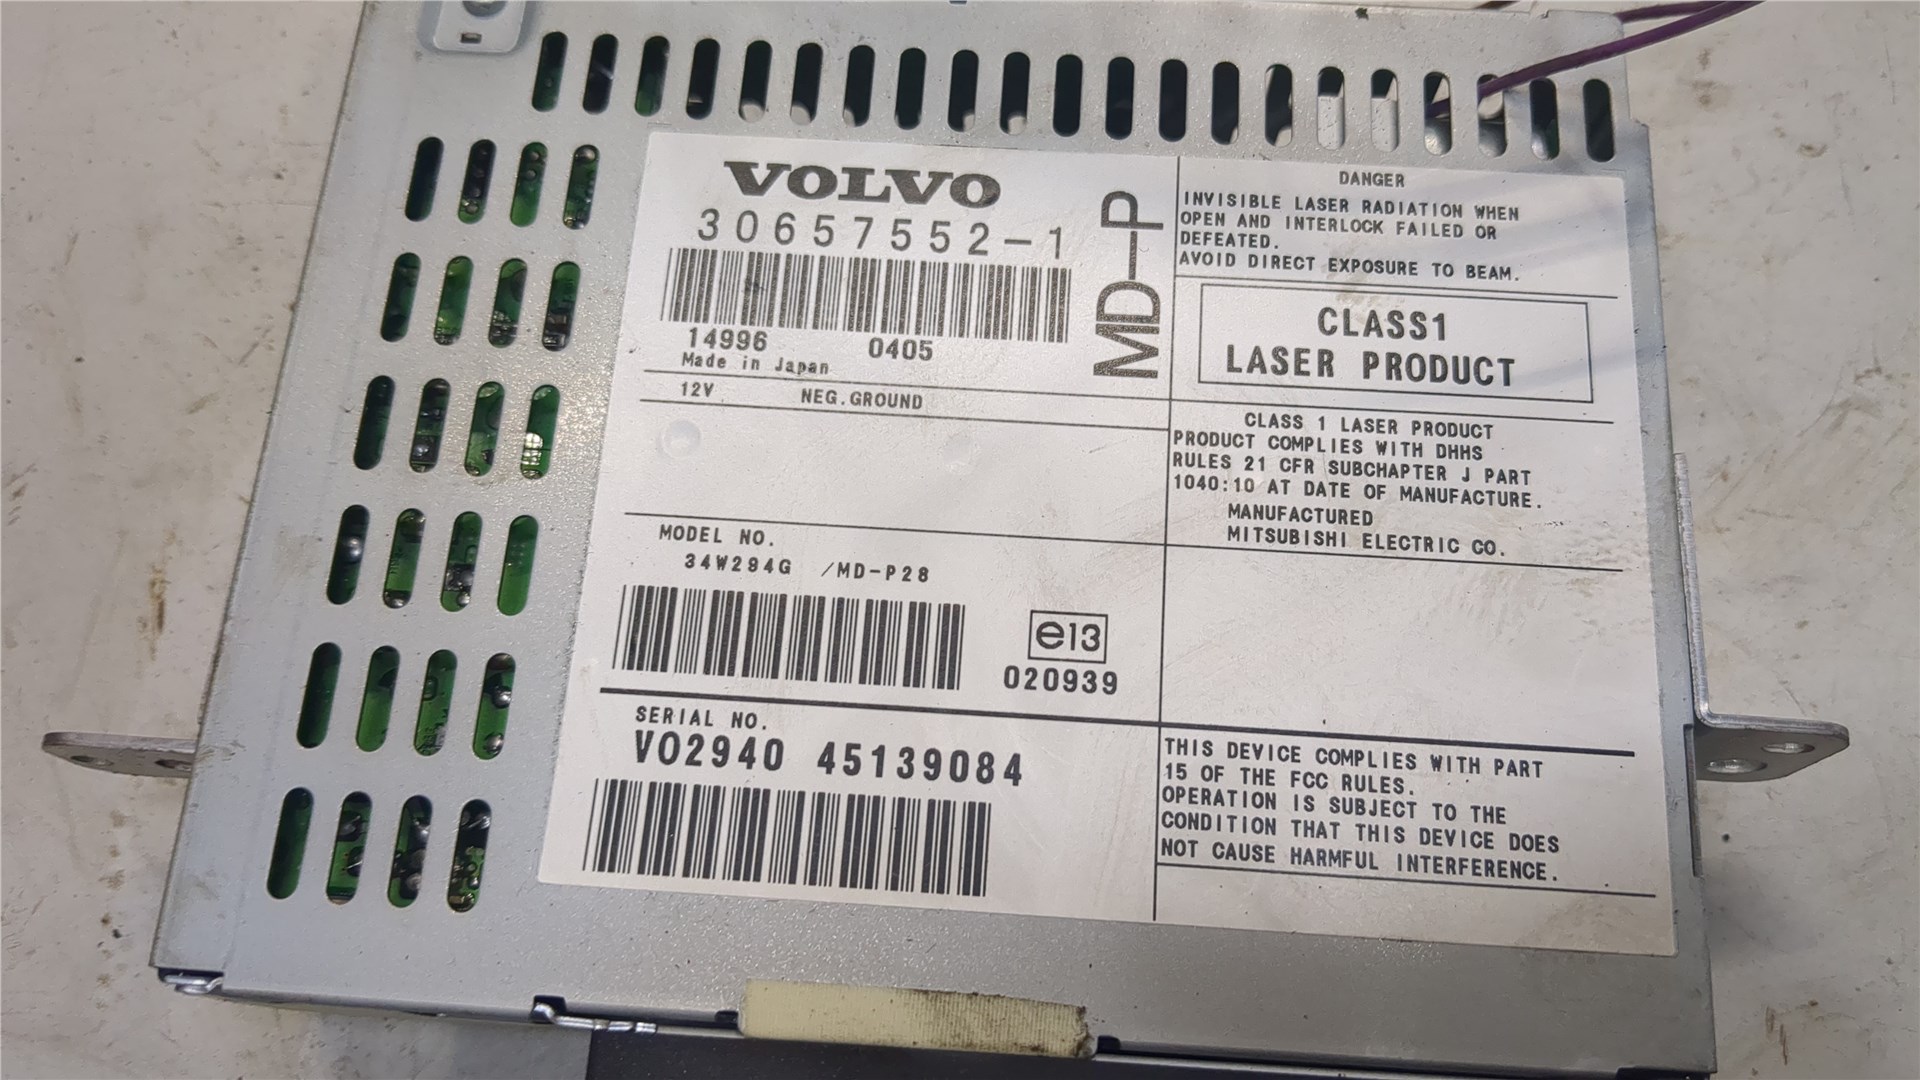 VOLVO
30657552-1
14996 0405
Made in Japan
MD-P
12V NEG.GROUND
MODEL NO.
34W294G /MD-P28
e13
020939
SERIAL NO.
VO2940 45139084
DANGER
INVISIBLE LASER RADIATION WHEN
OPEN AND INTERLOCK FAILED OR
DEFEATED.
AVOID DIRECT EXPOSURE TO BEAM.
CLASS1
LASER PRODUCT
CLASS 1 LASER PRODUCT
PRODUCT COMPLIES WITH DHHS
RULES 21 CFR SUBCHAPTER J PART
1040:10 AT DATE OF MANUFACTURE.
MANUFACTURED
MITSUBISHI ELECTRIC CO.
THIS DEVICE COMPLIES WITH PART
15 OF THE FCC RULES.
OPERATION IS SUBJECT TO THE
CONDITION THAT THIS DEVICE DOES
NOT CAUSE HARMFUL INTERFERENCE.